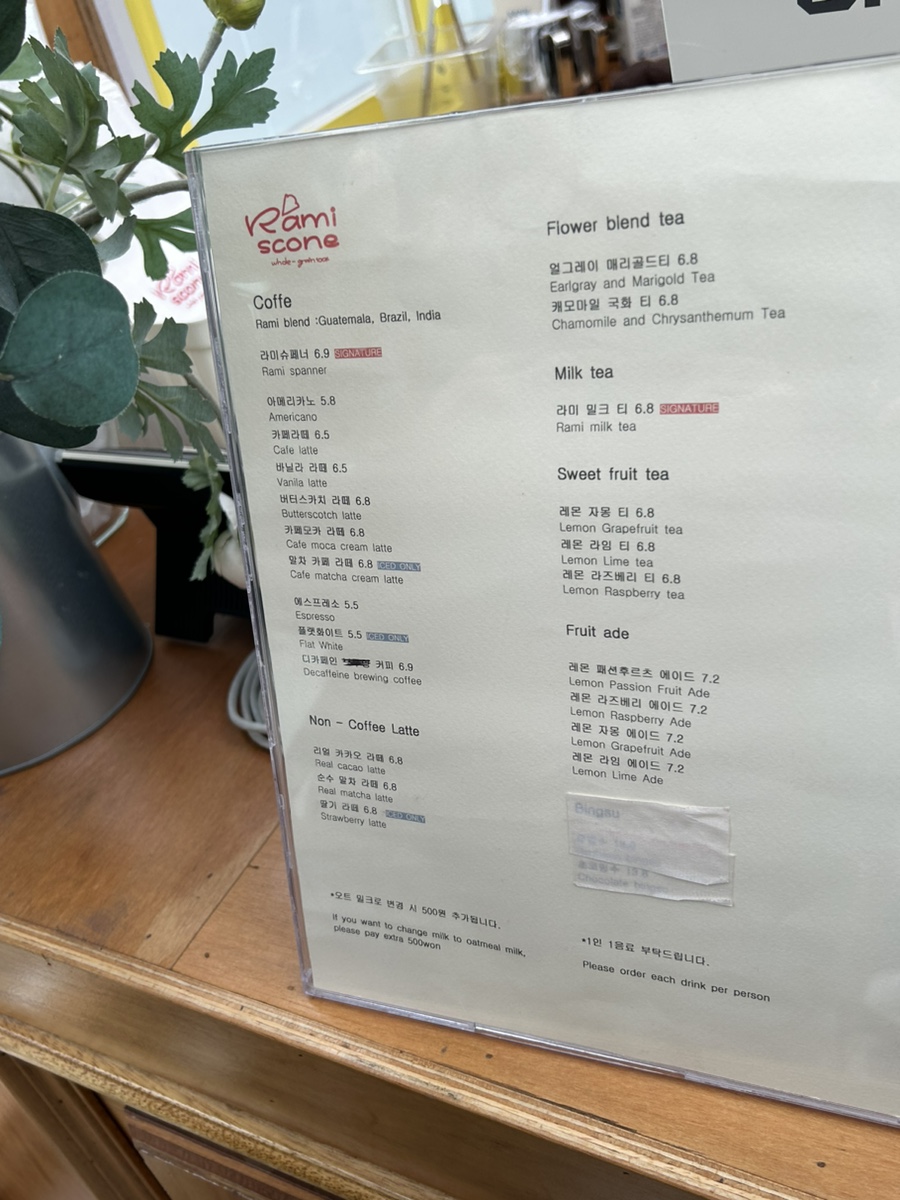 Rami
scone
Coffe
Rami blend :Guatemala, Brazil, India
라미슈페너 6.9 SIGNATURE
Rami spanner
아메리카노 5.8
Americano
카페라떼 6.5
Cafe latte
바닐라 라떼 6.5
Vanila latte
버터스카치 라떼 6.8
Butterscotch latte
카페모카 라떼 6.8
Cafe moca cream latte
말차 카페 라떼 6.8 ICED ONLY
Cafe matcha cream latte
에스프레소 5.5
Espresso
플랫화이트 5.5 ICED ONLY
Flat White
디카페인 커피 6.9
Decaffeine brewing coffee
Non - Coffee Latte
리얼 카카오 라떼 6.8
Real cacao latte
순수 말차 라떼 6.8
Real matcha latte
딸기 라떼 6.8 ICED ONLY
Strawberry latte
*오트 밀크로 변경 시 500원 추가됩니다.
If you want to change milk to oatmeal milk,
please pay extra 500won
Flower blend tea
얼그레이 매리골드티 6.8
Earlgray and Marigold Tea
캐모마일 국화 티 6.8
Chamomile and Chrysanthemum Tea
Milk tea
라미 밀크 티 6.8 SIGNATURE
Rami milk tea
Sweet fruit tea
레몬 자몽 티 6.8
Lemon Grapefruit tea
레몬 라임 티 6.8
Lemon Lime tea
레몬 라즈베리 티 6.8
Lemon Raspberry tea
Fruit ade
레몬 패션후르츠 에이드 7.2
Lemon Passion Fruit Ade
레몬 라즈베리 에이드 7.2
Lemon Raspberry Ade
레몬 자몽 에이드 7.2
Lemon Grapefruit Ade
레몬 라임 에이드 7.2
Lemon Lime Ade
Bingsu
*1인 1음료 부탁드립니다.
Please order each drink per person